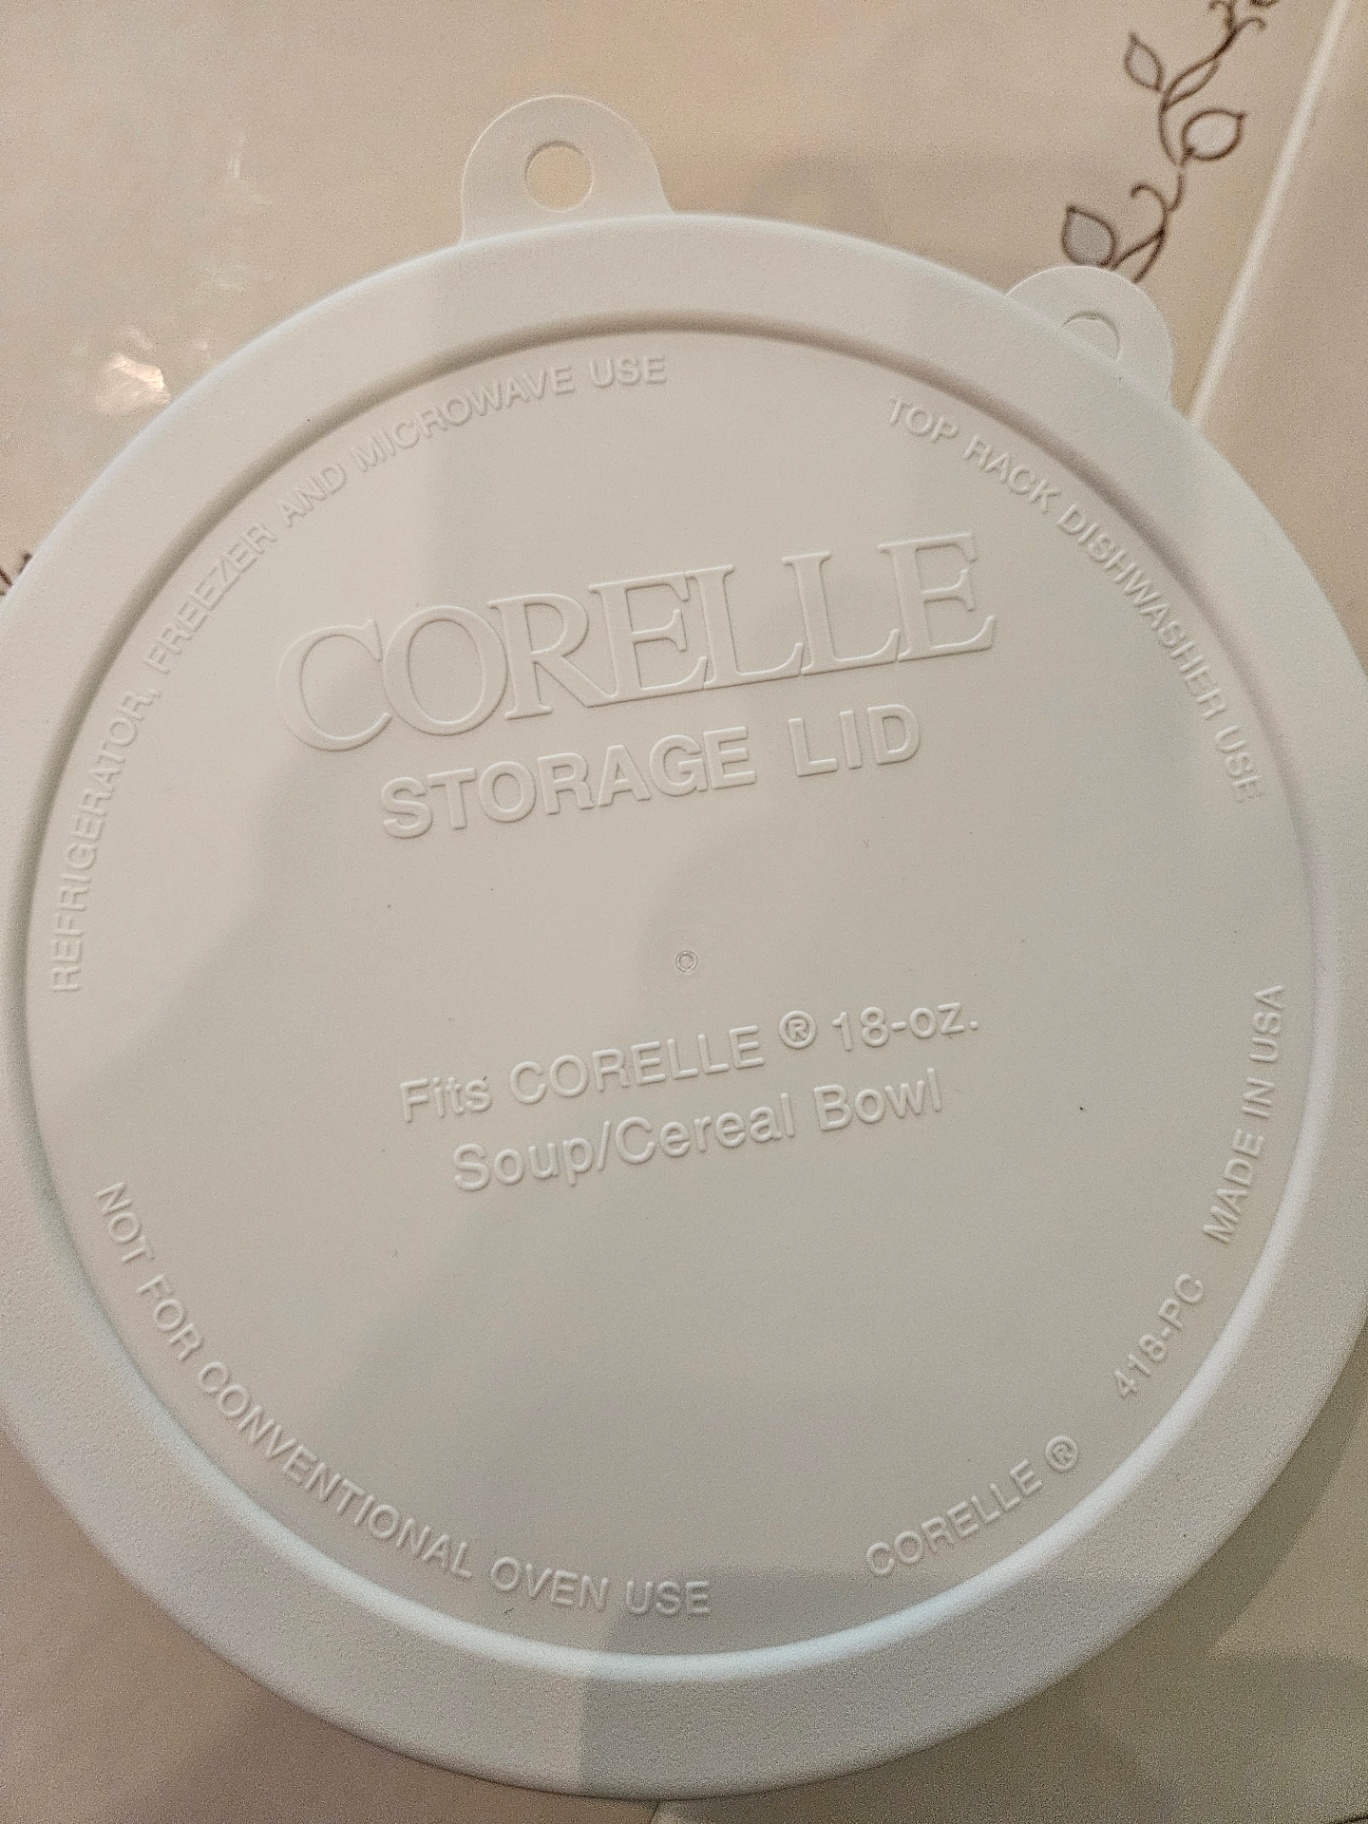 REFRIGERATOR, FREEZER AND MICROWAVE USE
TOP RACK DISHWASHER USE
CORELLE
STORAGE LID
Fits CORELLE ® 18-oz.
Soup/Cereal Bowl
NOT FOR CONVENTIONAL OVEN USE
CORELLE ®
418-PC
MADE IN USA